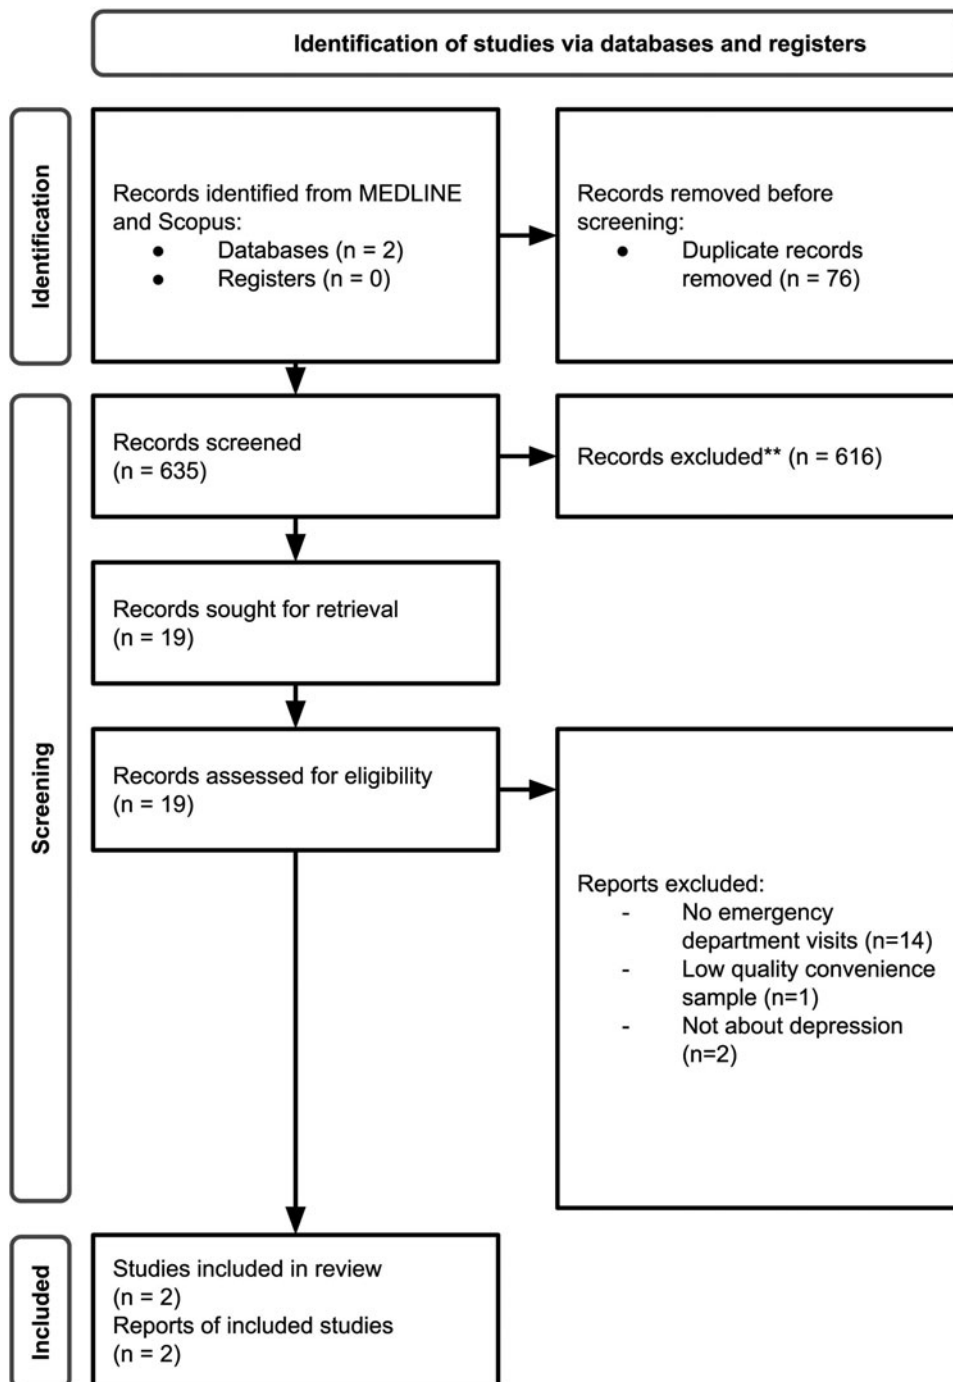 Identification of studies via databases and registers
Identification
Records identified from MEDLINE
and Scopus:
● Databases (n = 2)
● Registers (n = 0)
Records removed before
screening:
● Duplicate records
removed (n = 76)
Screening
Records screened
(n = 635)
Records excluded** (n = 616)
Records sought for retrieval
(n = 19)
Records assessed for eligibility
(n = 19)
Reports excluded:
- No emergency
department visits (n=14)
- Low quality convenience
sample (n=1)
- Not about depression
(n=2)
Included
Studies included in review
(n = 2)
Reports of included studies
(n = 2)